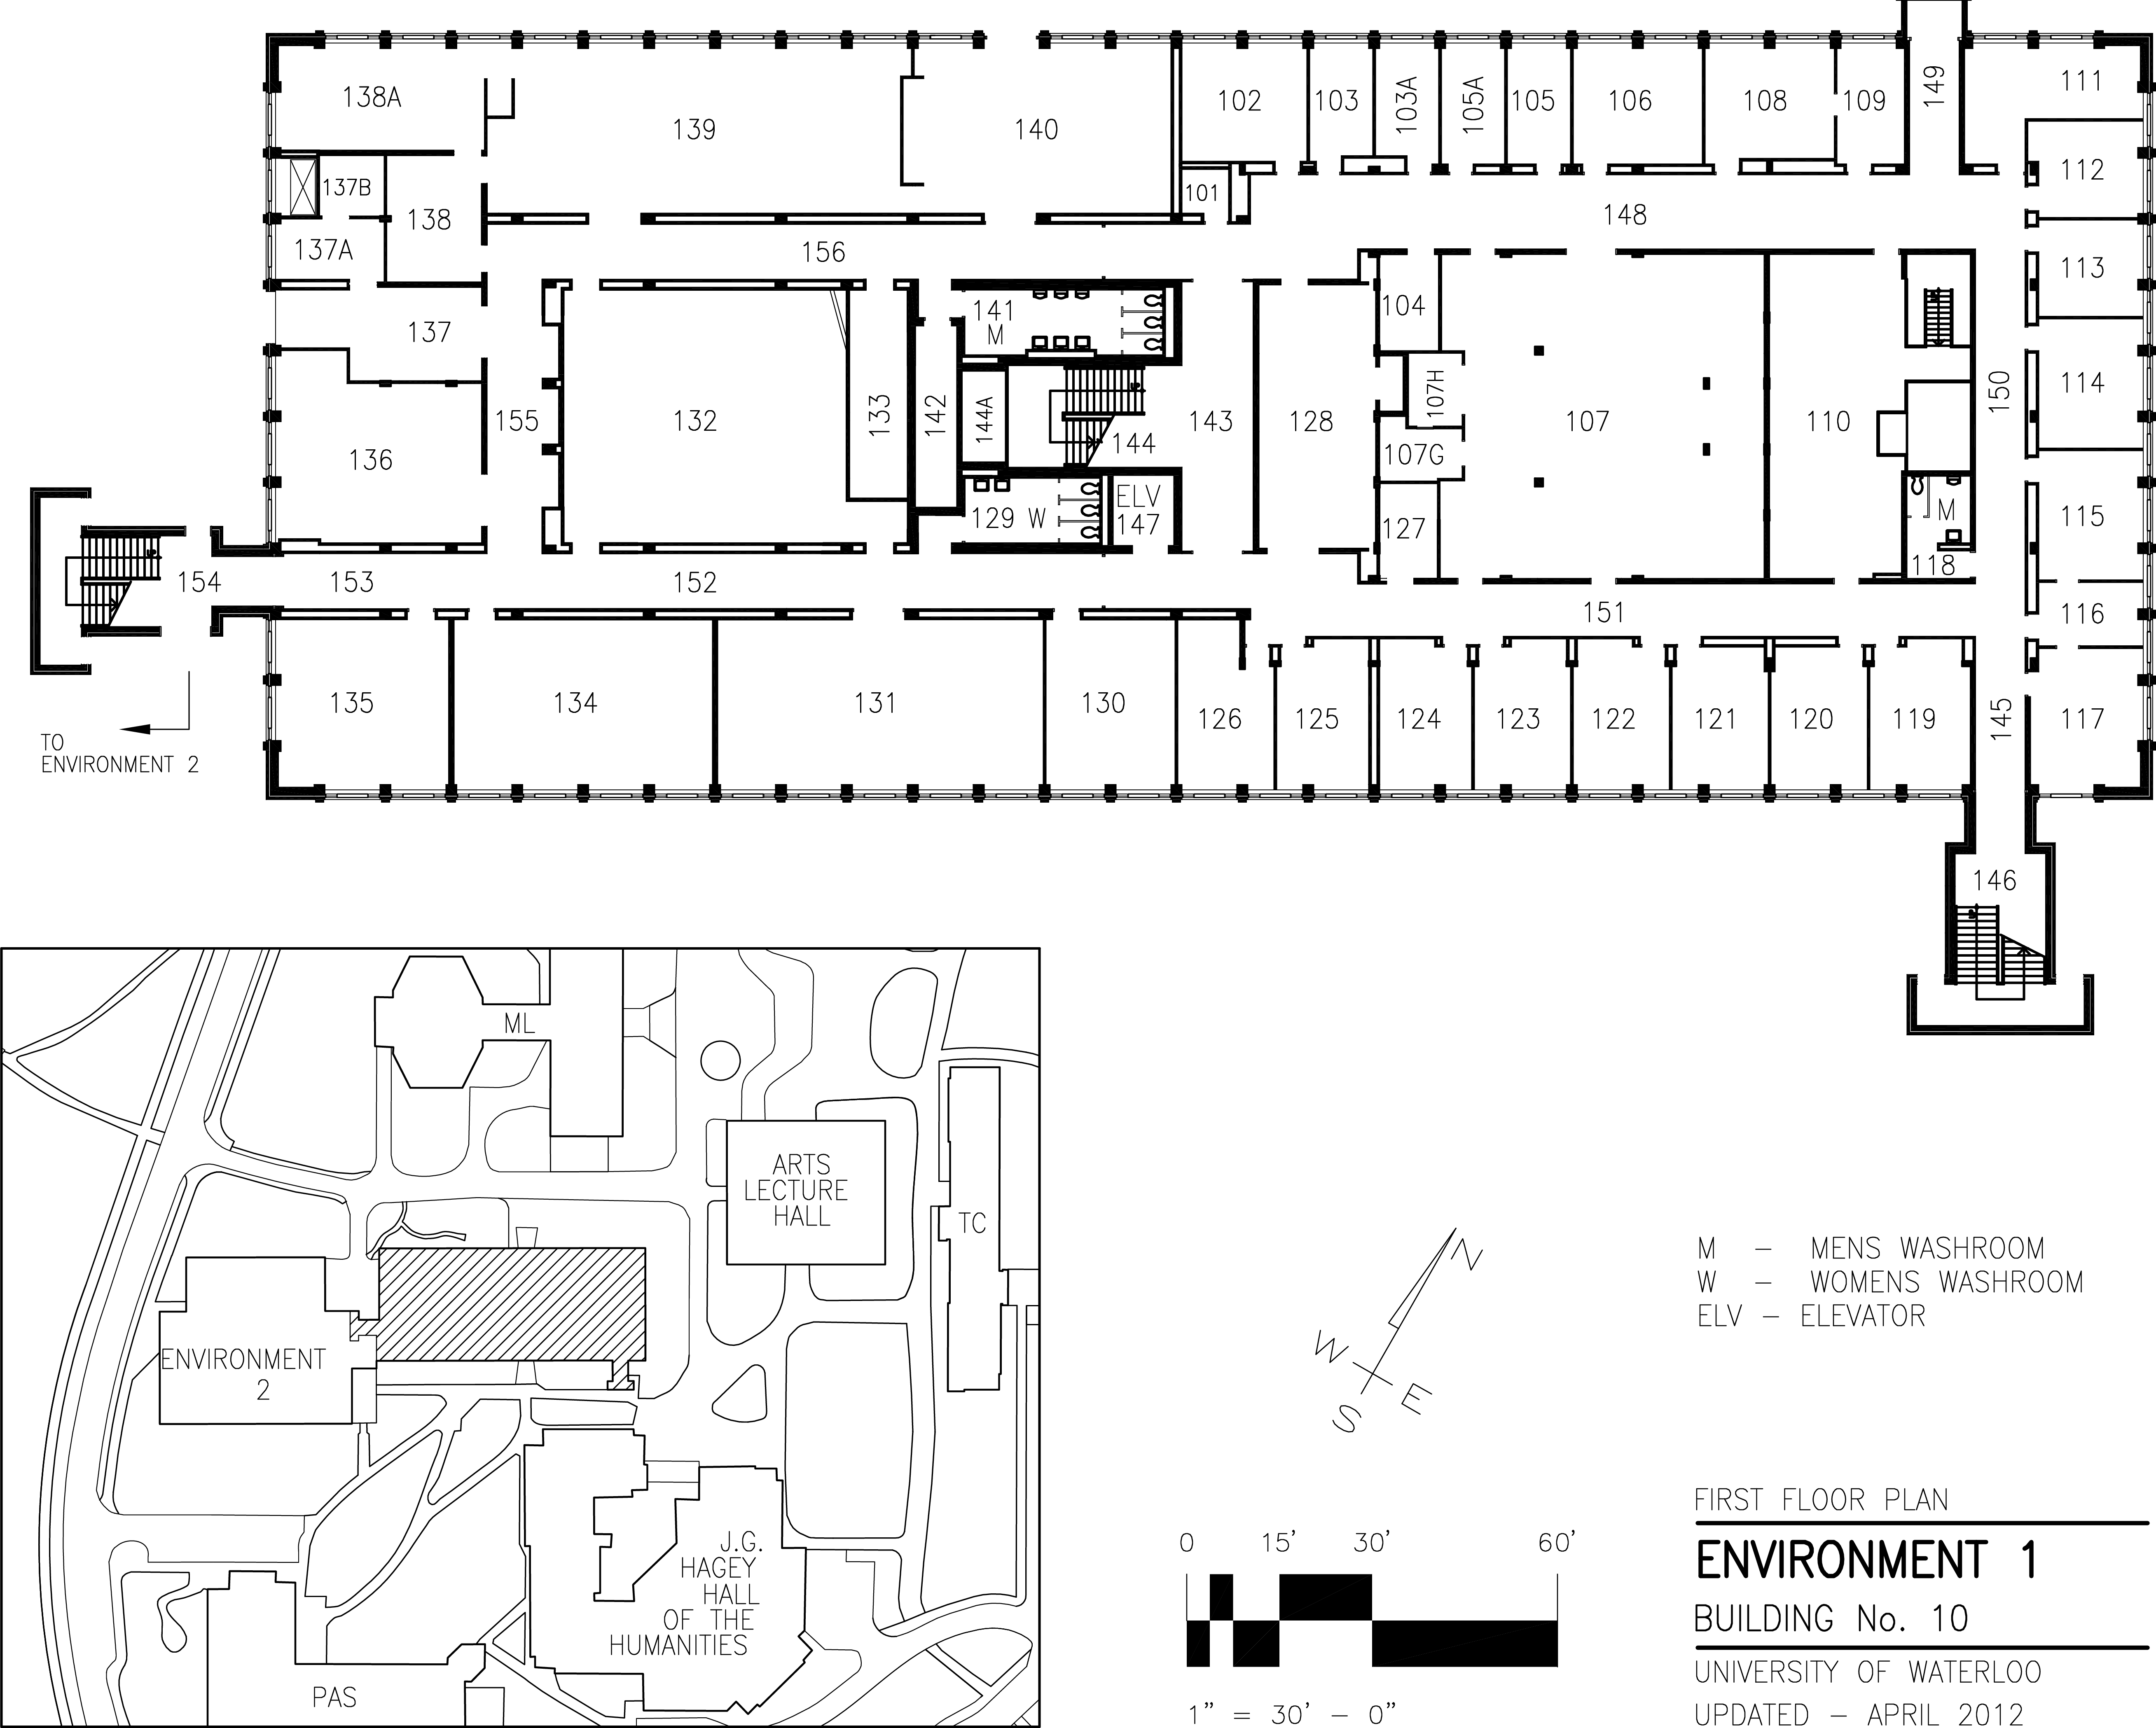 149
111
138A
102
103
103A
105A
105
106
108
109
139
140
112
137B
101
138
148
137A
156
113
104
141
M
137
107H
114
150
155
132
133
142
144A
144
143
128
107
110
136
107G
ELV
147
129 W
127
M
115
118
154
153
152
151
116
135
134
131
130
126
125
124
123
122
121
120
119
145
117
TO
ENVIRONMENT 2
146
ML
ARTS
LECTURE
HALL
TC
ENVIRONMENT
2
J.G.
HAGEY
HALL
OF THE
HUMANITIES
PAS
N
W
E
S
M – MENS WASHROOM
W – WOMENS WASHROOM
ELV – ELEVATOR
0 15' 30' 60'
1" = 30' – 0"
FIRST FLOOR PLAN
ENVIRONMENT 1
BUILDING No. 10
UNIVERSITY OF WATERLOO
UPDATED – APRIL 2012